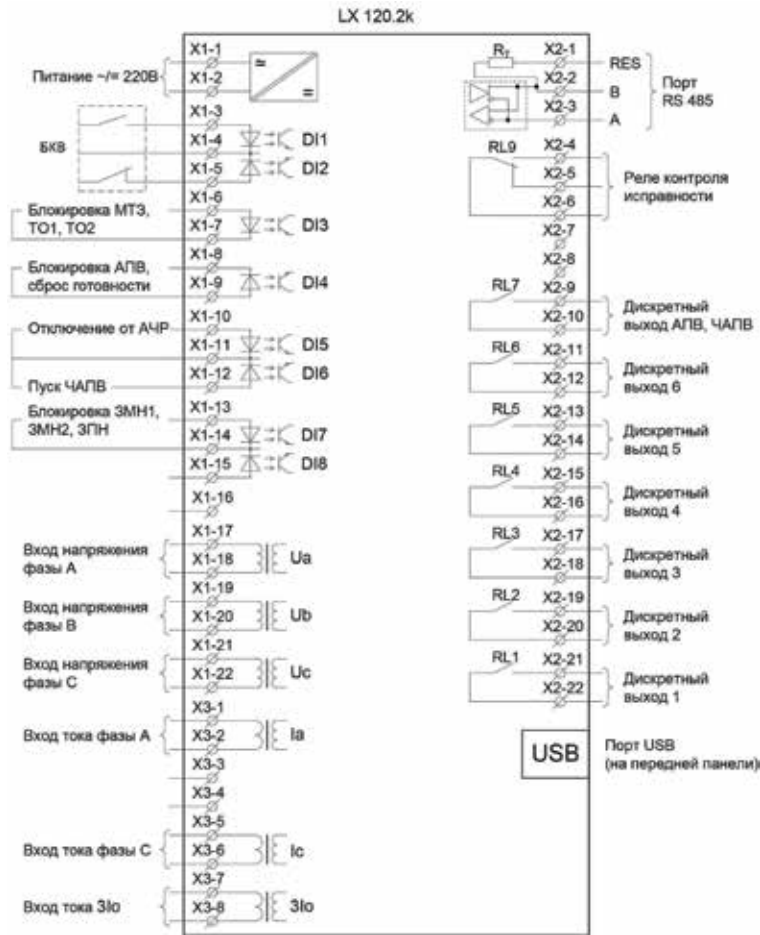 LX 120.2k
X1-1
Питание ~/= 220В
X1-2
X1-3
БКВ
X1-4
DI1
X1-5
DI2
X1-6
Блокировка МТЗ,
ТО1, ТО2
X1-7
DI3
X1-8
Блокировка АПВ,
сброс готовности
X1-9
DI4
X1-10
Отключение от АЧР
X1-11
DI5
X1-12
DI6
Пуск ЧАПВ
X1-13
Блокировка ЗМН1,
ЗМН2, ЗПН
X1-14
DI7
X1-15
DI8
X1-16
X1-17
Вход напряжения
фазы А
X1-18
Ua
X1-19
Вход напряжения
фазы В
X1-20
Ub
X1-21
Вход напряжения
фазы С
X1-22
Uc
X3-1
Вход тока фазы А
X3-2
Ia
X3-3
X3-4
X3-5
Вход тока фазы С
X3-6
Ic
X3-7
Вход тока 3Io
X3-8
3Io
RT
X2-1
RES
X2-2
B
X2-3
A
Порт
RS 485
RL9
X2-4
X2-5
X2-6
Реле контроля
исправности
X2-7
X2-8
RL7
X2-9
X2-10
Дискретный
выход АПВ, ЧАПВ
RL6
X2-11
X2-12
Дискретный
выход 6
RL5
X2-13
X2-14
Дискретный
выход 5
RL4
X2-15
X2-16
Дискретный
выход 4
RL3
X2-17
X2-18
Дискретный
выход 3
RL2
X2-19
X2-20
Дискретный
выход 2
RL1
X2-21
X2-22
Дискретный
выход 1
USB
Порт USB
(на передней панели)